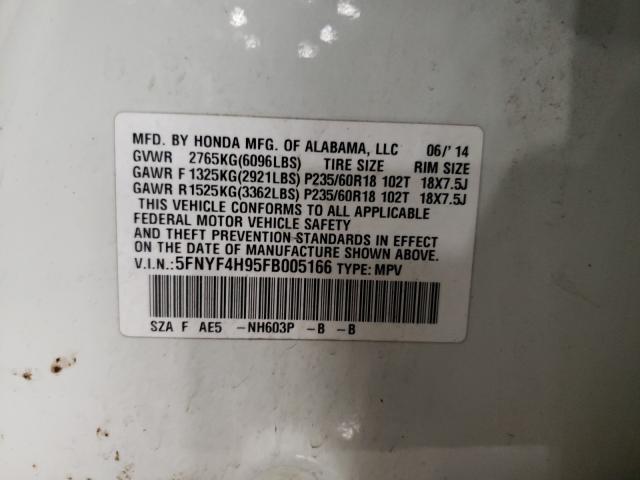 MFD. BY HONDA MFG. OF ALABAMA, LLC 06/'14
GVWR 2765KG(6096LBS) TIRE SIZE RIM SIZE
GAWR F 1325KG(2921LBS) P235/60R18 102T 18X7.5J
GAWR R 1525KG(3362LBS) P235/60R18 102T 18X7.5J
THIS VEHICLE CONFORMS TO ALL APPLICABLE
FEDERAL MOTOR VEHICLE SAFETY
AND THEFT PREVENTION STANDARDS IN EFFECT
ON THE DATE OF MANUFACTURE SHOWN ABOVE.
V.I.N.:5FNYF4H95FB005166 TYPE: MPV
SZA F AE5 -NH603P -B -B